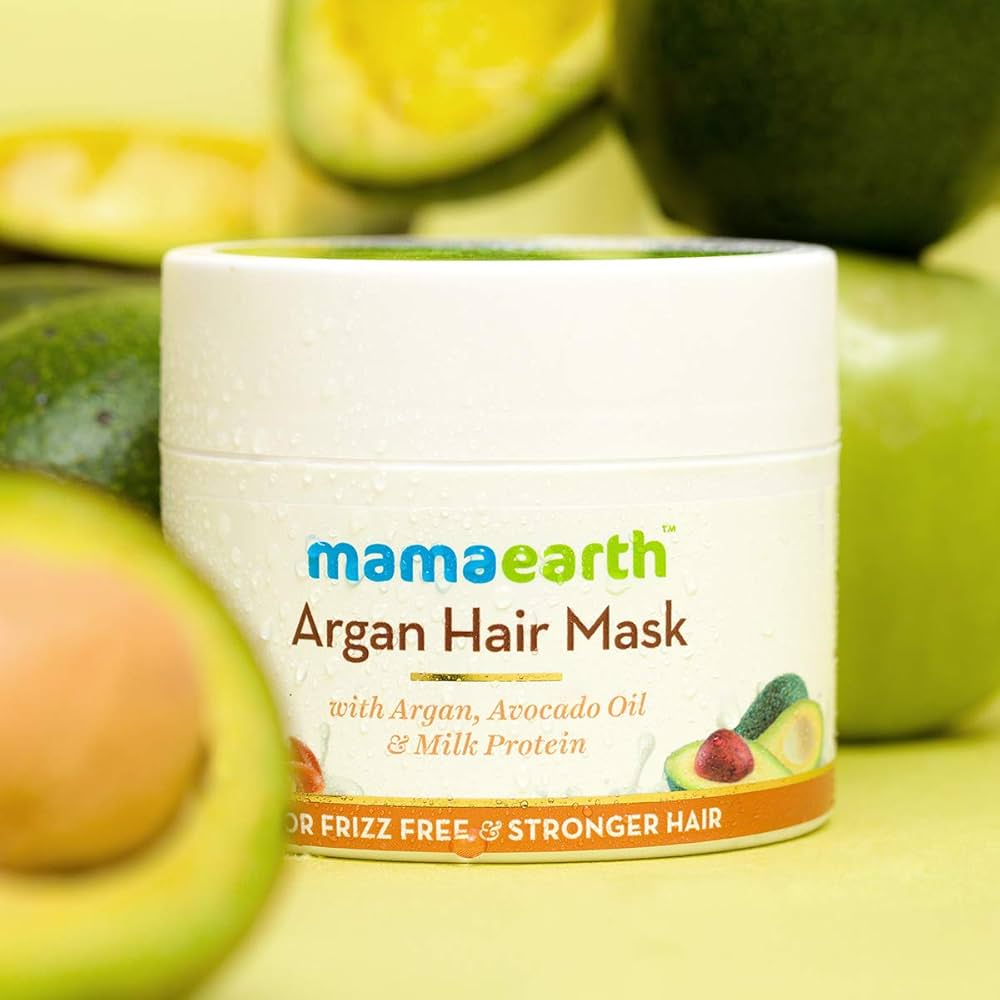 mamaearth™
Argan Hair Mask
with Argan, Avocado Oil
& Milk Protein
OR FRIZZ FREE & STRONGER HAIR